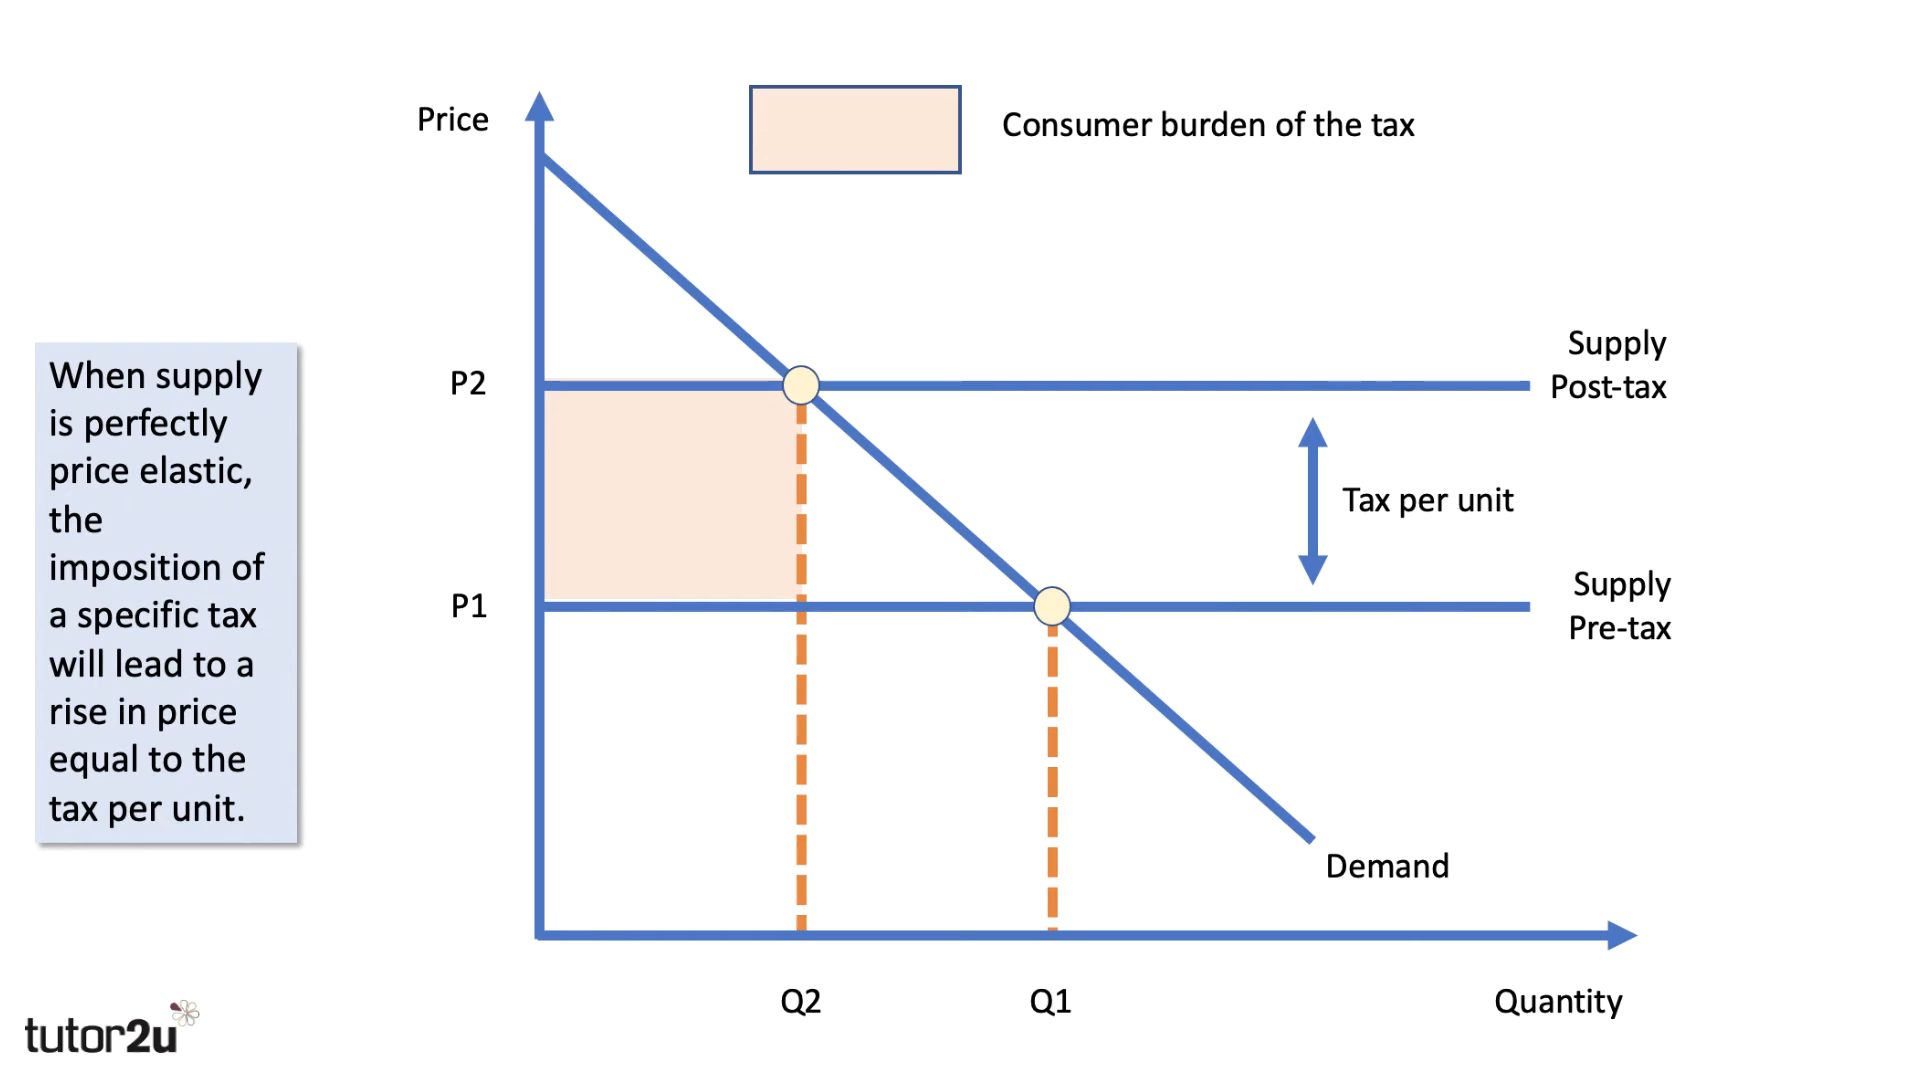 Price
Consumer burden of the tax
Supply
Post-tax
P2
When supply
is perfectly
price elastic,
the
imposition of
a specific tax
will lead to a
rise in price
equal to the
tax per unit.
Tax per unit
P1
Supply
Pre-tax
Demand
Q2
Q1
Quantity
tutor2u